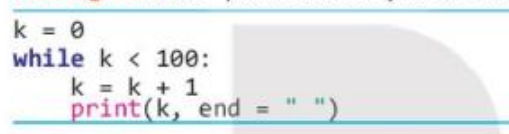 k = 0
while k < 100:
    k = k + 1
    print(k, end = " ")